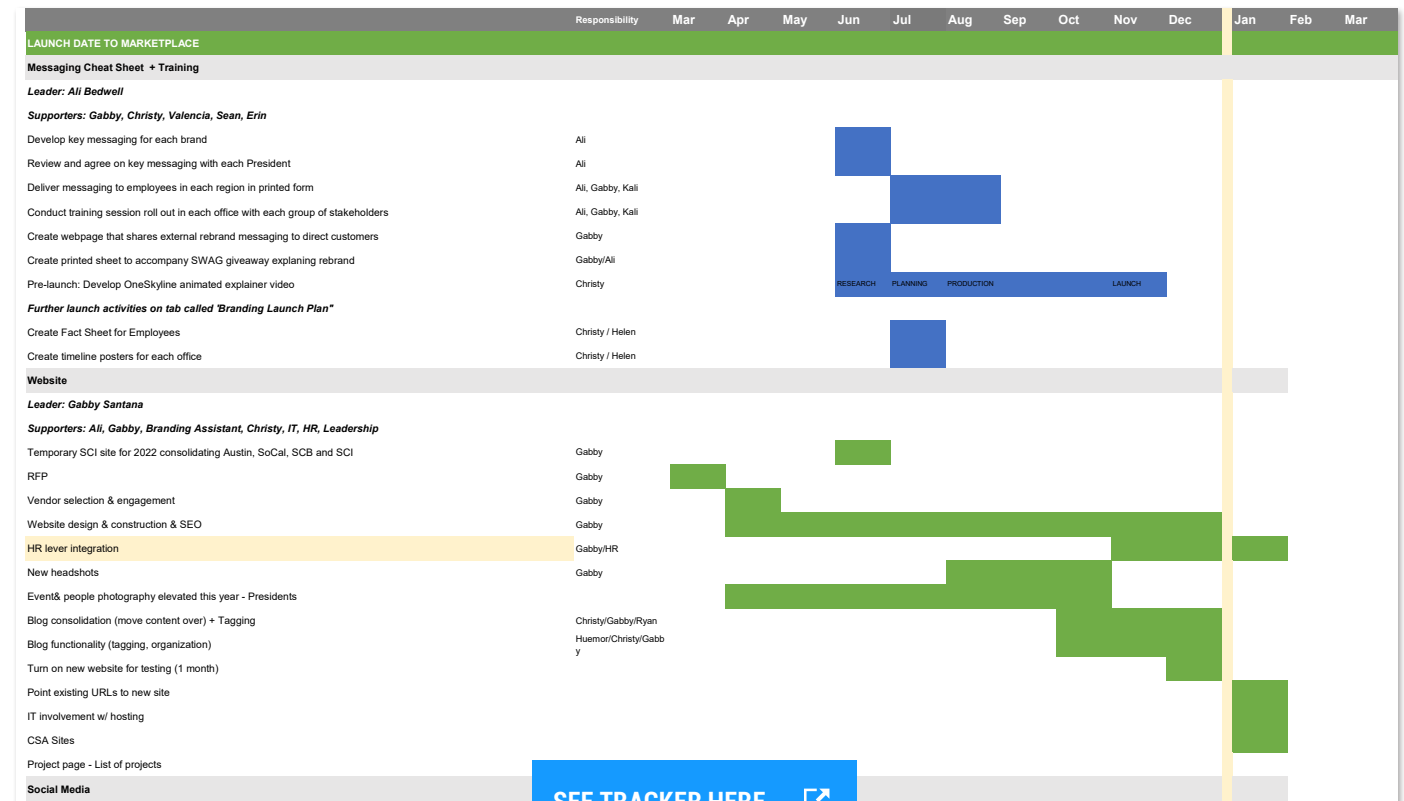 Responsibility Mar Apr May Jun Jul Aug Sep Oct Nov Dec Jan Feb Mar
LAUNCH DATE TO MARKETPLACE
Messaging Cheat Sheet + Training
Leader: Ali Bedwell
Supporters: Gabby, Christy, Valencia, Sean, Erin
Develop key messaging for each brand Ali
Review and agree on key messaging with each President Ali
Deliver messaging to employees in each region in printed form Ali, Gabby, Kali
Conduct training session roll out in each office with each group of stakeholders Ali, Gabby, Kali
Create webpage that shares external rebrand messaging to direct customers Gabby
Create printed sheet to accompany SWAG giveaway explaning rebrand Gabby/Ali
Pre-launch: Develop OneSkyline animated explainer video Christy RESEARCH PLANNING PRODUCTION LAUNCH
Further launch activities on tab called 'Branding Launch Plan"
Create Fact Sheet for Employees Christy / Helen
Create timeline posters for each office Christy / Helen
Website
Leader: Gabby Santana
Supporters: Ali, Gabby, Branding Assistant, Christy, IT, HR, Leadership
Temporary SCI site for 2022 consolidating Austin, SoCal, SCB and SCI Gabby
RFP Gabby
Vendor selection & engagement Gabby
Website design & construction & SEO Gabby
HR lever integration Gabby/HR
New headshots Gabby
Event& people photography elevated this year - Presidents
Blog consolidation (move content over) + Tagging Christy/Gabby/Ryan
Blog functionality (tagging, organization) Huemor/Christy/Gabb
y
Turn on new website for testing (1 month)
Point existing URLs to new site
IT involvement w/ hosting
CSA Sites
Project page - List of projects
Social Media
SEE TRACKER HERE